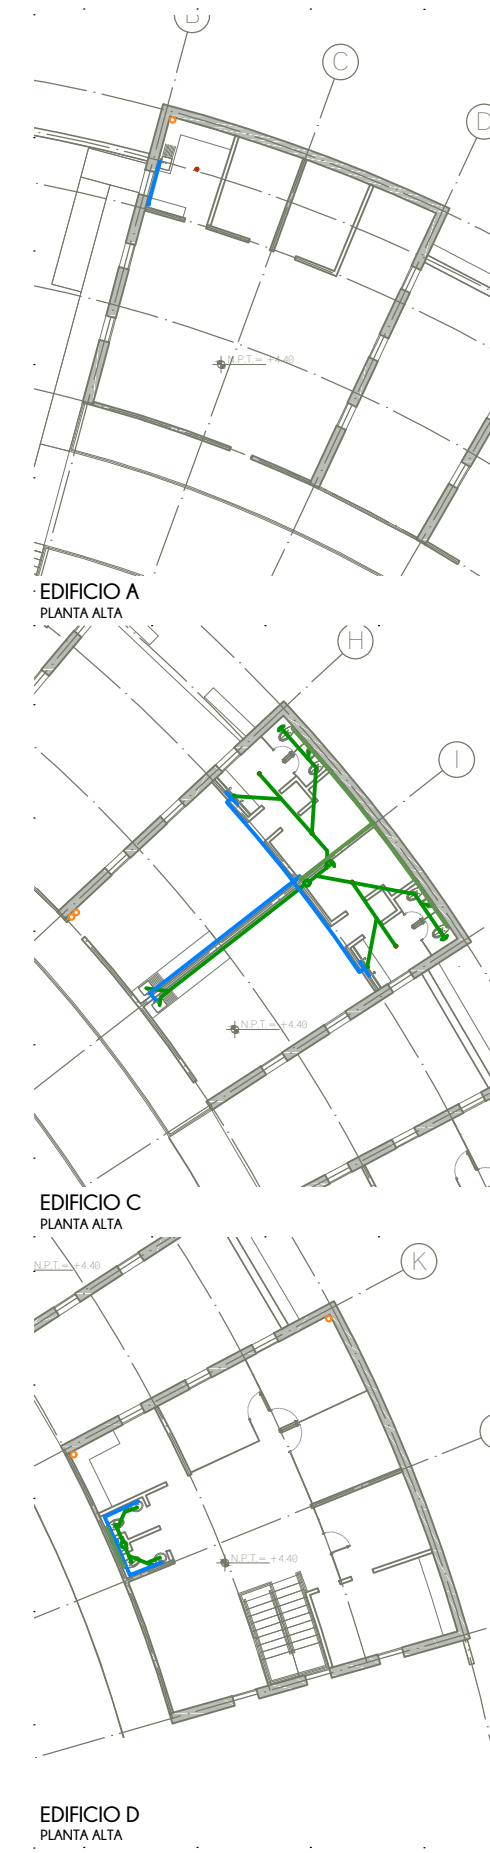 B
C
D
N.P.T.= +4.40
EDIFICIO A
PLANTA ALTA
H
I
N.P.T.= +4.40
EDIFICIO C
PLANTA ALTA
N.P.T.= +4.40
K
N.P.T.= +4.40
EDIFICIO D
PLANTA ALTA